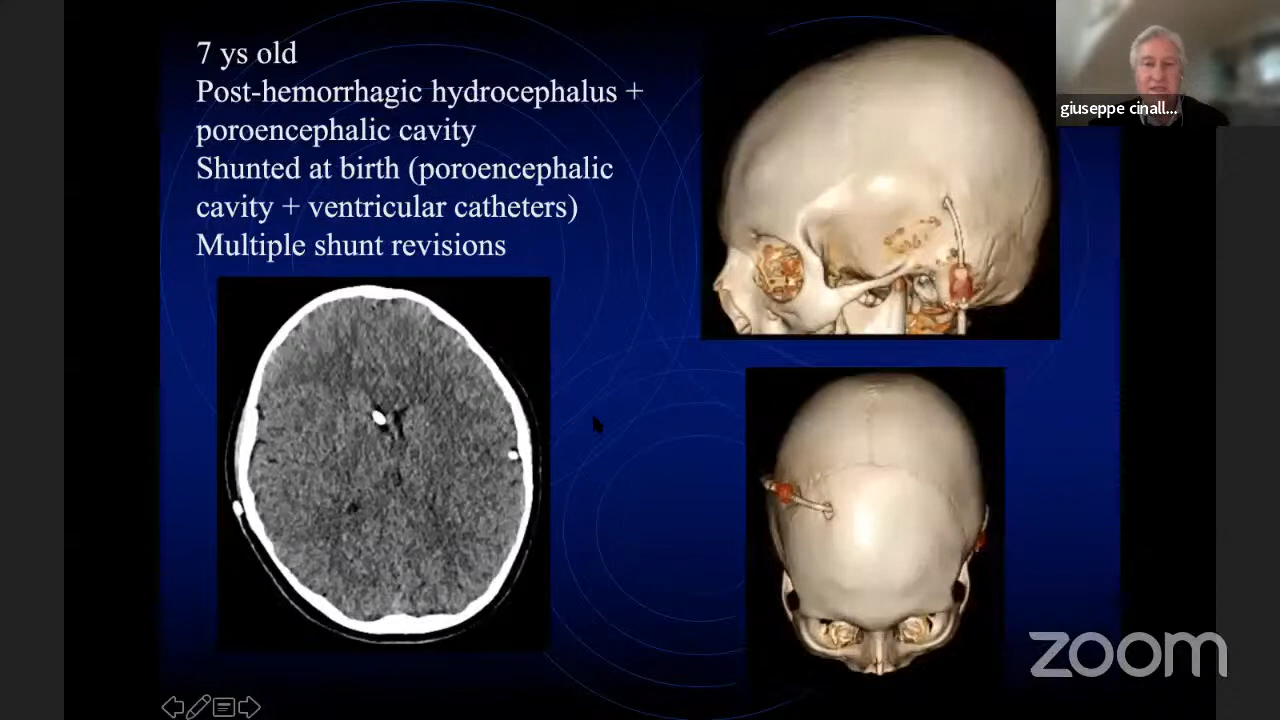 7 ys old
Post-hemorrhagic hydrocephalus +
poroencephalic cavity
Shunted at birth (poroencephalic
cavity + ventricular catheters)
Multiple shunt revisions
giuseppe cinall...
zoom